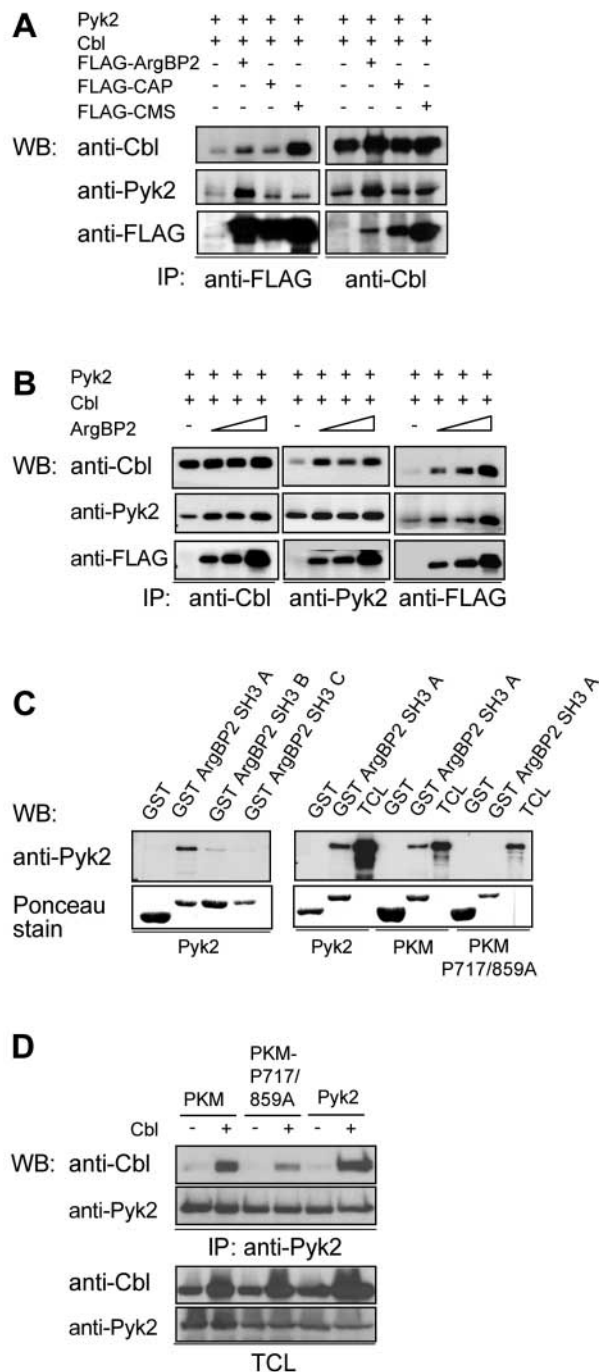 A
Pyk2 + + + + + + + +
Cbl + + + + + + + +
FLAG-ArgBP2 - + - - - + - -
FLAG-CAP - - + - - - + -
FLAG-CMS - - - + - - - +
WB: anti-Cbl
anti-Pyk2
anti-FLAG
IP: anti-FLAG anti-Cbl
B
Pyk2 + + + + + + + + + + + +
Cbl + + + + + + + + + + + +
ArgBP2 - - -
WB: anti-Cbl
anti-Pyk2
anti-FLAG
IP: anti-Cbl anti-Pyk2 anti-FLAG
C
GST GST ArgBP2 SH3 A GST ArgBP2 SH3 B GST ArgBP2 SH3 C GST GST ArgBP2 SH3 A TCL GST GST ArgBP2 SH3 A TCL GST GST ArgBP2 SH3 A TCL
WB:
anti-Pyk2
Ponceau
stain
Pyk2 Pyk2 PKM PKM
P717/859A
D
PKM-
P717/
PKM 859A Pyk2
Cbl - + - + - +
WB: anti-Cbl
anti-Pyk2
IP: anti-Pyk2
anti-Cbl
anti-Pyk2
TCL